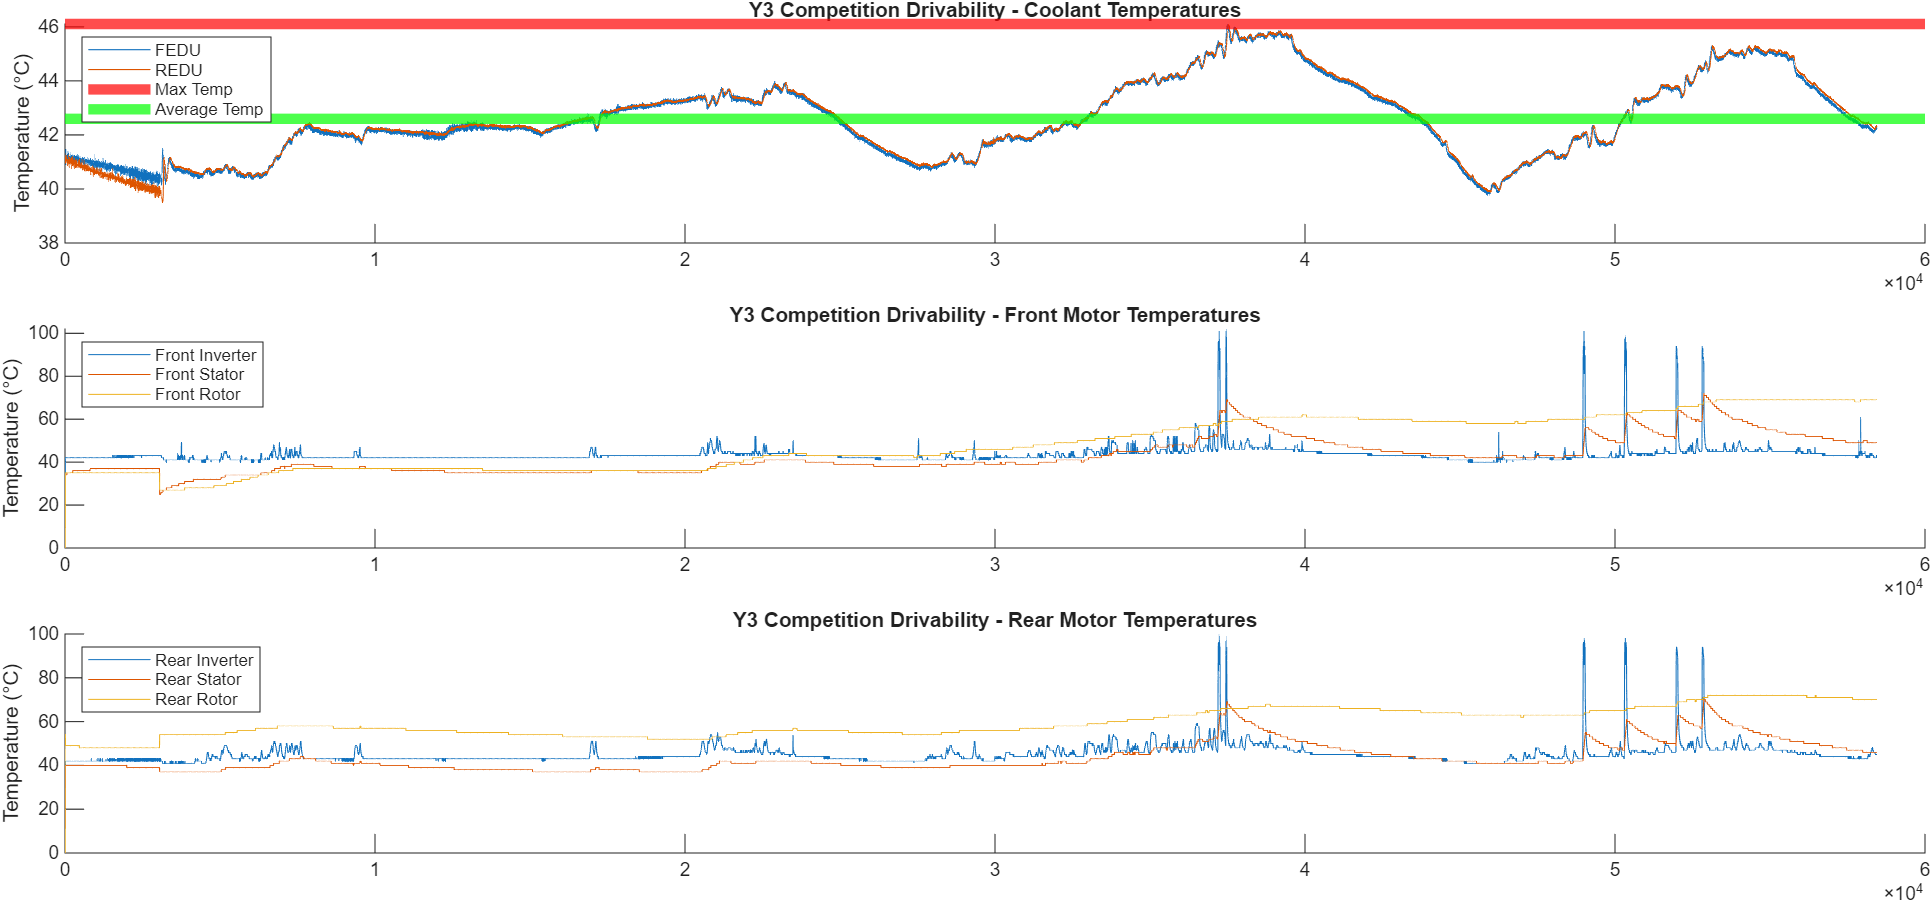 Y3 Competition Drivability - Coolant Temperatures
Temperature (°C)
46
44
42
40
38
FEDU
REDU
Max Temp
Average Temp
0 1 2 3 4 5 6
×10⁴
Y3 Competition Drivability - Front Motor Temperatures
Temperature (°C)
100
80
60
40
20
0
Front Inverter
Front Stator
Front Rotor
0 1 2 3 4 5 6
×10⁴
Y3 Competition Drivability - Rear Motor Temperatures
Temperature (°C)
100
80
60
40
20
0
Rear Inverter
Rear Stator
Rear Rotor
0 1 2 3 4 5 6
×10⁴